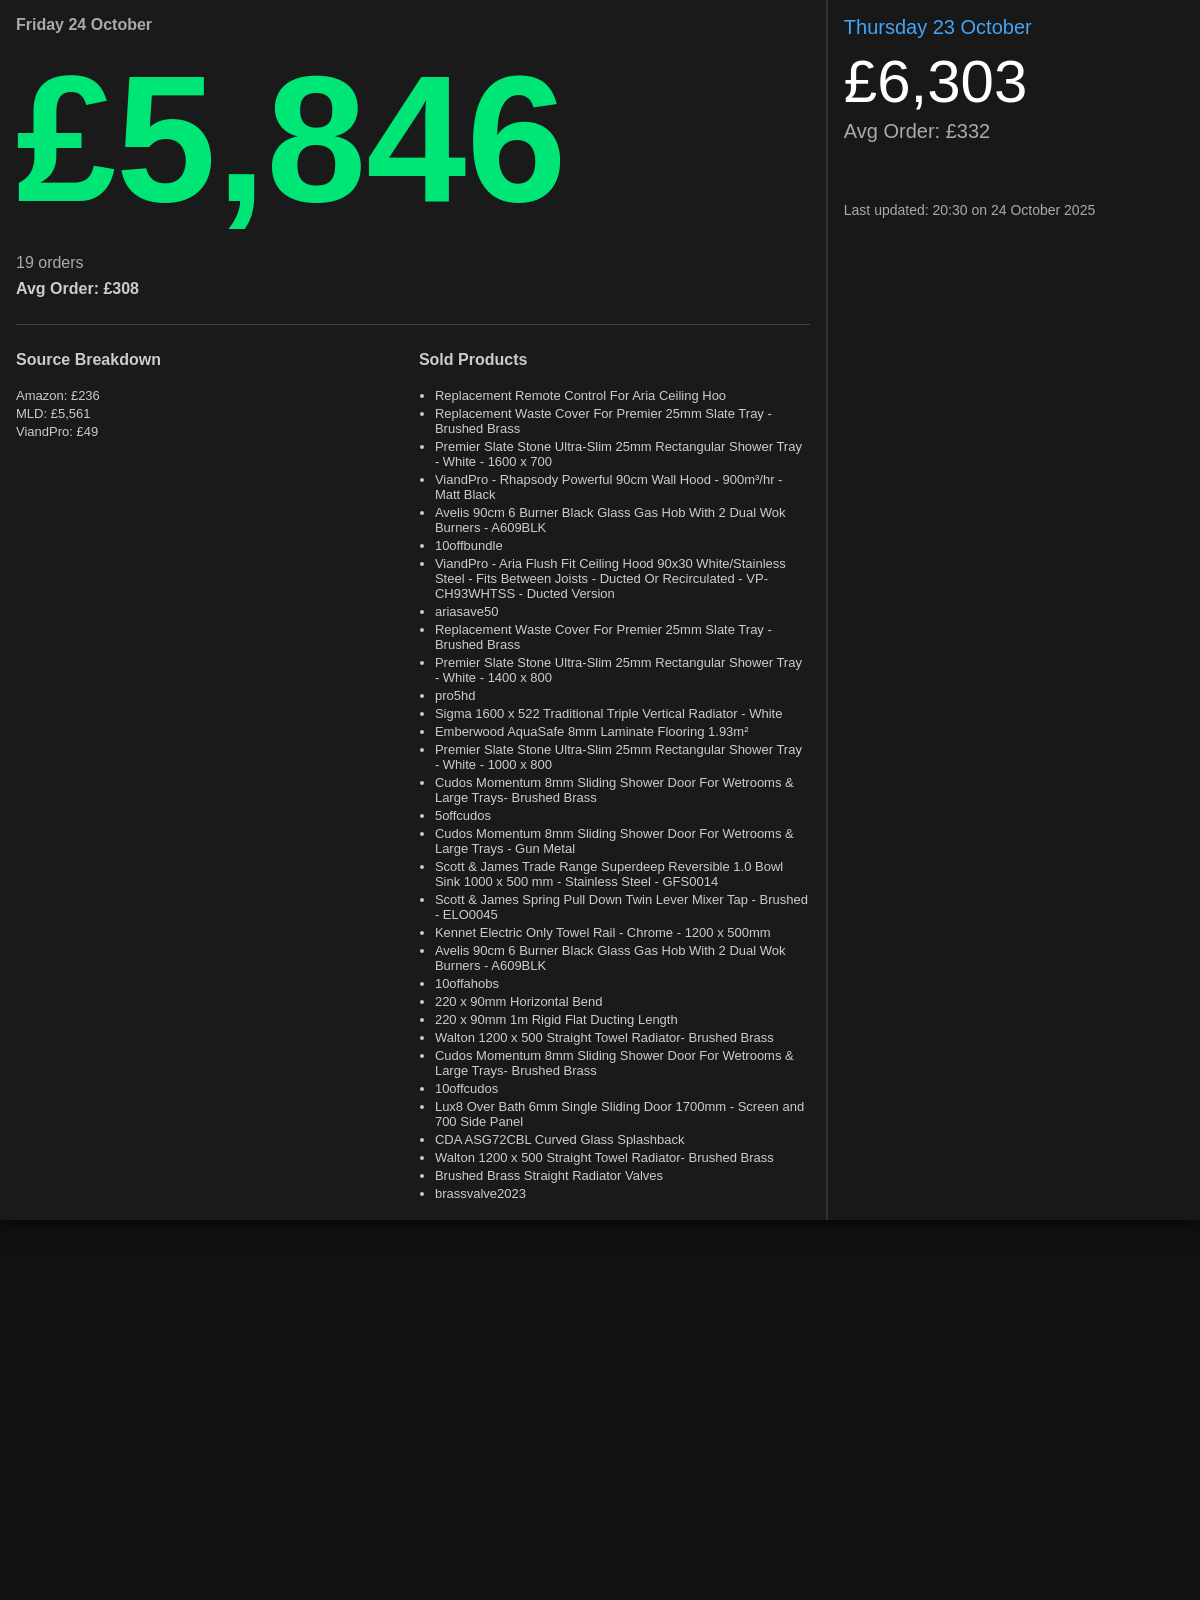 Friday 24 October
£5,846
19 orders
Avg Order: £308
Source Breakdown
Amazon: £236
MLD: £5,561
ViandPro: £49
Sold Products
• Replacement Remote Control For Aria Ceiling Hoo
• Replacement Waste Cover For Premier 25mm Slate Tray -
Brushed Brass
• Premier Slate Stone Ultra-Slim 25mm Rectangular Shower Tray
- White - 1600 x 700
• ViandPro - Rhapsody Powerful 90cm Wall Hood - 900m³/hr -
Matt Black
• Avelis 90cm 6 Burner Black Glass Gas Hob With 2 Dual Wok
Burners - A609BLK
• 10offbundle
• ViandPro - Aria Flush Fit Ceiling Hood 90x30 White/Stainless
Steel - Fits Between Joists - Ducted Or Recirculated - VP-
CH93WHTSS - Ducted Version
• ariasave50
• Replacement Waste Cover For Premier 25mm Slate Tray -
Brushed Brass
• Premier Slate Stone Ultra-Slim 25mm Rectangular Shower Tray
- White - 1400 x 800
• pro5hd
• Sigma 1600 x 522 Traditional Triple Vertical Radiator - White
• Emberwood AquaSafe 8mm Laminate Flooring 1.93m²
• Premier Slate Stone Ultra-Slim 25mm Rectangular Shower Tray
- White - 1000 x 800
• Cudos Momentum 8mm Sliding Shower Door For Wetrooms &
Large Trays- Brushed Brass
• 5offcudos
• Cudos Momentum 8mm Sliding Shower Door For Wetrooms &
Large Trays - Gun Metal
• Scott & James Trade Range Superdeep Reversible 1.0 Bowl
Sink 1000 x 500 mm - Stainless Steel - GFS0014
• Scott & James Spring Pull Down Twin Lever Mixer Tap - Brushed
- ELO0045
• Kennet Electric Only Towel Rail - Chrome - 1200 x 500mm
• Avelis 90cm 6 Burner Black Glass Gas Hob With 2 Dual Wok
Burners - A609BLK
• 10offahobs
• 220 x 90mm Horizontal Bend
• 220 x 90mm 1m Rigid Flat Ducting Length
• Walton 1200 x 500 Straight Towel Radiator- Brushed Brass
• Cudos Momentum 8mm Sliding Shower Door For Wetrooms &
Large Trays- Brushed Brass
• 10offcudos
• Lux8 Over Bath 6mm Single Sliding Door 1700mm - Screen and
700 Side Panel
• CDA ASG72CBL Curved Glass Splashback
• Walton 1200 x 500 Straight Towel Radiator- Brushed Brass
• Brushed Brass Straight Radiator Valves
• brassvalve2023
Thursday 23 October
£6,303
Avg Order: £332
Last updated: 20:30 on 24 October 2025